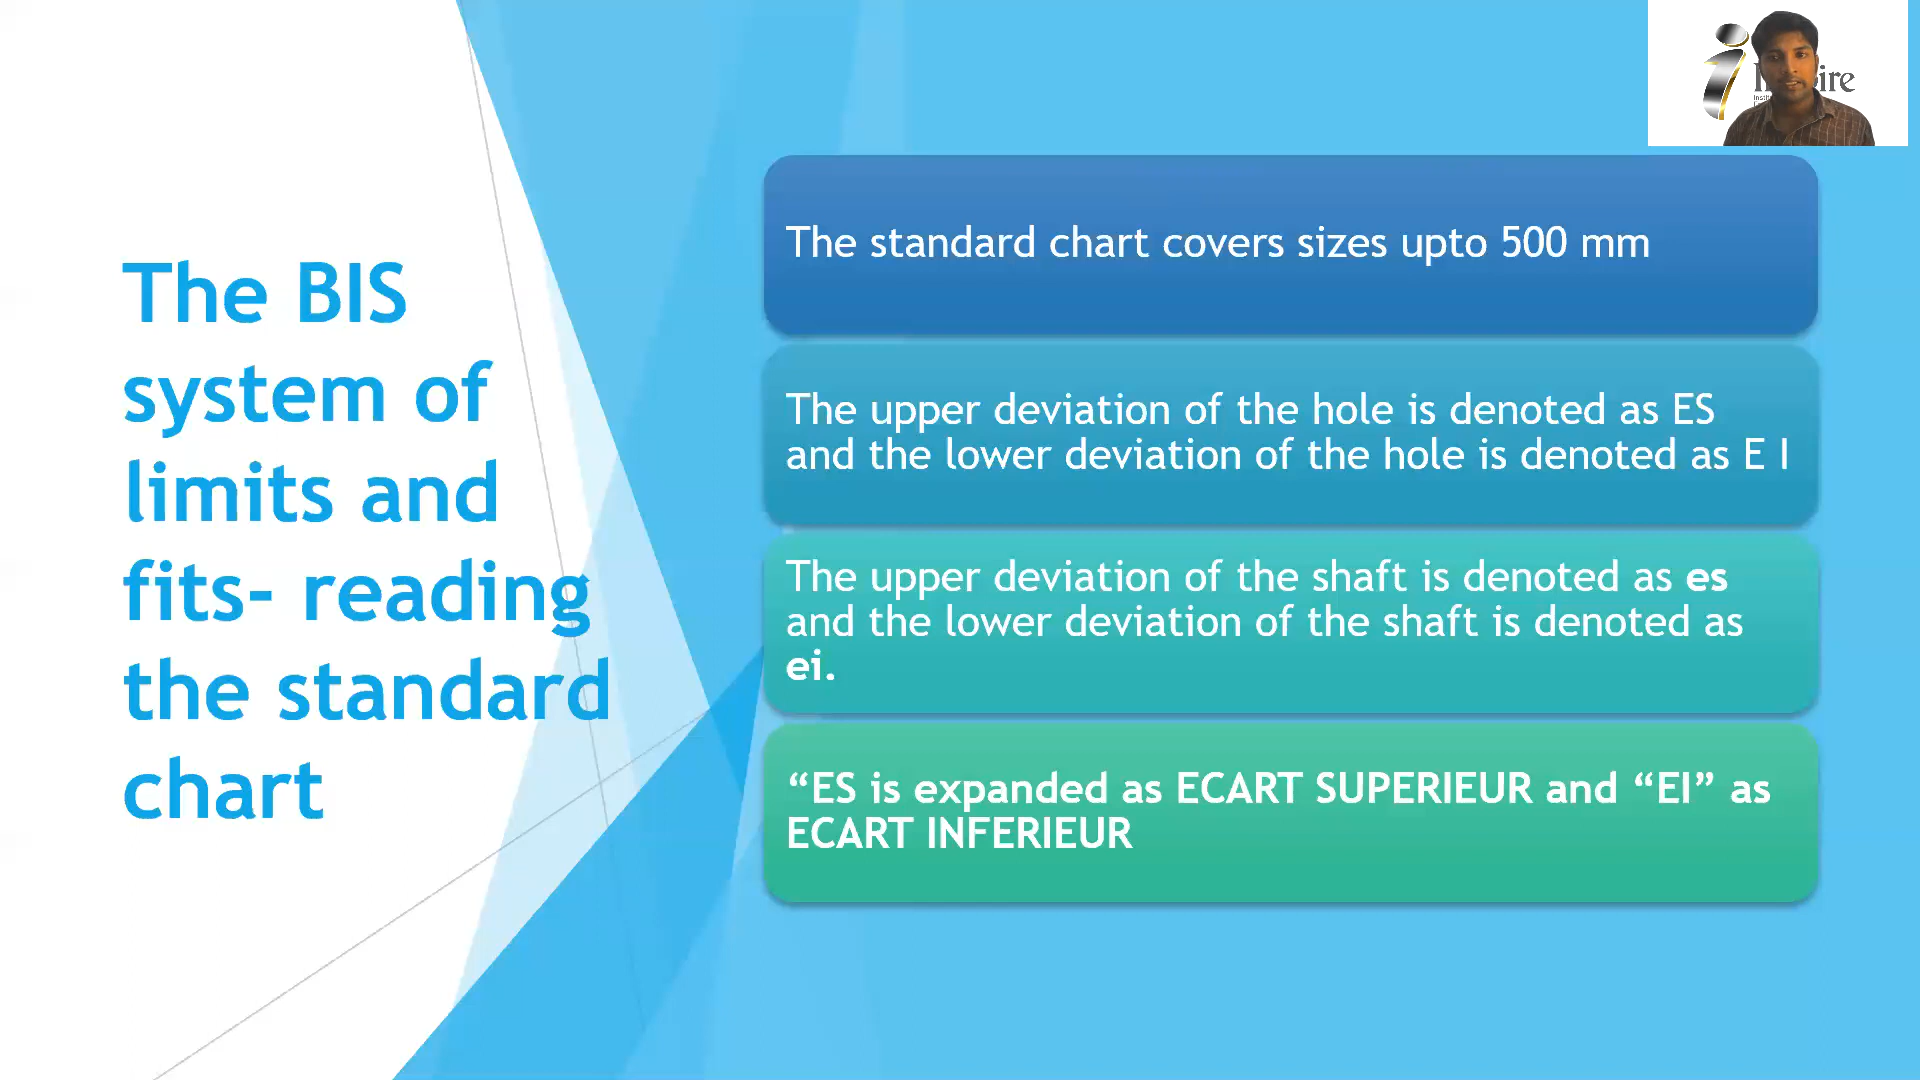 The BIS
system of
limits and
fits- reading
the standard
chart
The standard chart covers sizes upto 500 mm
The upper deviation of the hole is denoted as ES
and the lower deviation of the hole is denoted as E I
The upper deviation of the shaft is denoted as es
and the lower deviation of the shaft is denoted as
ei.
“ES is expanded as ECART SUPERIEUR and “EI” as
ECART INFERIEUR